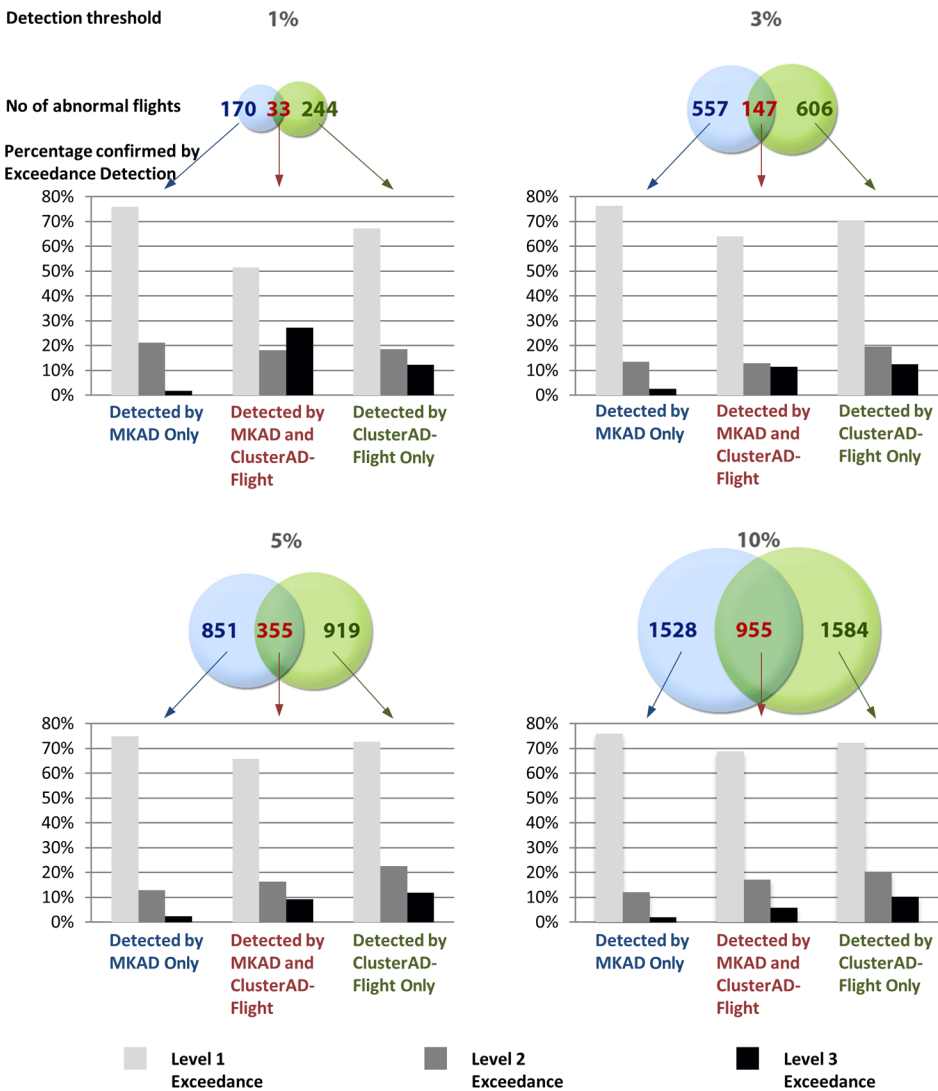 Detection threshold
1%
3%
No of abnormal flights
170 33 244
557 147 606
Percentage confirmed by
Exceedance Detection
80%
70%
60%
50%
40%
30%
20%
10%
0%
Detected by
MKAD Only
Detected by
MKAD and
ClusterAD-
Flight
Detected by
ClusterAD-
Flight Only
80%
70%
60%
50%
40%
30%
20%
10%
0%
Detected by
MKAD Only
Detected by
MKAD and
ClusterAD-
Flight
Detected by
ClusterAD-
Flight Only
5%
10%
851 355 919
1528 955 1584
80%
70%
60%
50%
40%
30%
20%
10%
0%
Detected by
MKAD Only
Detected by
MKAD and
ClusterAD-
Flight
Detected by
ClusterAD-
Flight Only
80%
70%
60%
50%
40%
30%
20%
10%
0%
Detected by
MKAD Only
Detected by
MKAD and
ClusterAD-
Flight
Detected by
ClusterAD-
Flight Only
Level 1
Exceedance
Level 2
Exceedance
Level 3
Exceedance